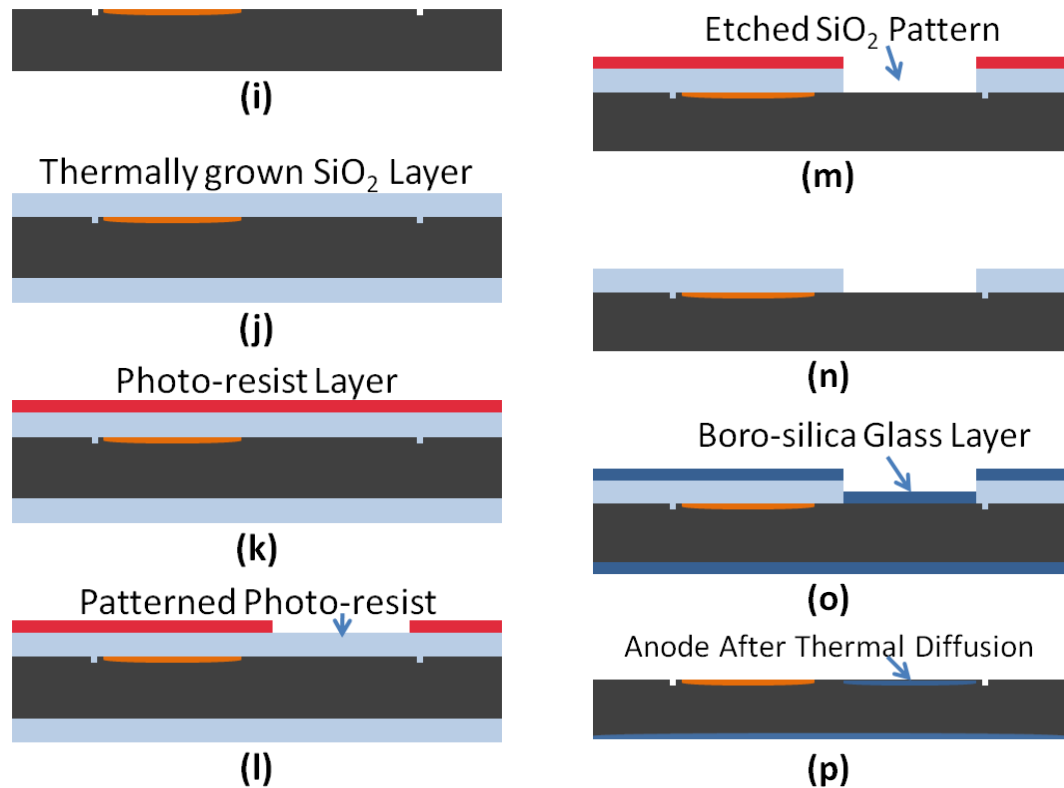 (i)
Thermally grown SiO₂ Layer
(j)
Photo-resist Layer
(k)
Patterned Photo-resist
(l)
Etched SiO₂ Pattern
(m)
(n)
Boro-silica Glass Layer
(o)
Anode After Thermal Diffusion
(p)